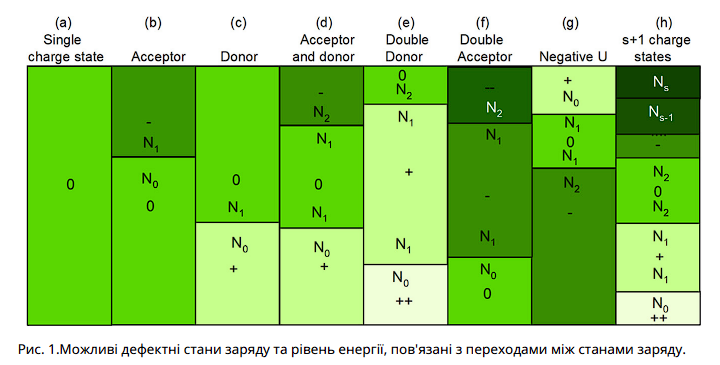 (a) (b) (c) (d) (e) (f) (g) (h)
Single charge state
Acceptor
Donor
Acceptor and donor
Double Donor
Double Acceptor
Negative U
s+1 charge states
0
-
N1
N0
0
0
N1
N0
+
-
N2
N1
0
N1
N0
+
0
N2
N1
+
N1
N0
++
--
N2
N1
-
N1
N0
0
+
N0
N1
0
N1
N2
-
Ns
Ns-1
....
-
N2
0
N2
N1
+
N1
N0
++
Рис. 1.Можливі дефектні стани заряду та рівень енергії, пов'язані з переходами між станами заряду.